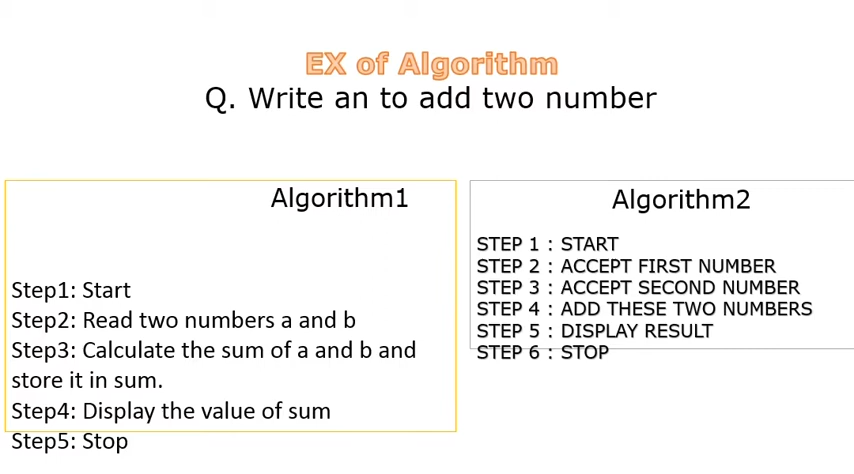 EX of Algorithm
Q. Write an to add two number
Algorithm1
Step1: Start
Step2: Read two numbers a and b
Step3: Calculate the sum of a and b and
store it in sum.
Step4: Display the value of sum
Step5: Stop
Algorithm2
STEP 1 : START
STEP 2 : ACCEPT FIRST NUMBER
STEP 3 : ACCEPT SECOND NUMBER
STEP 4 : ADD THESE TWO NUMBERS
STEP 5 : DISPLAY RESULT
STEP 6 : STOP